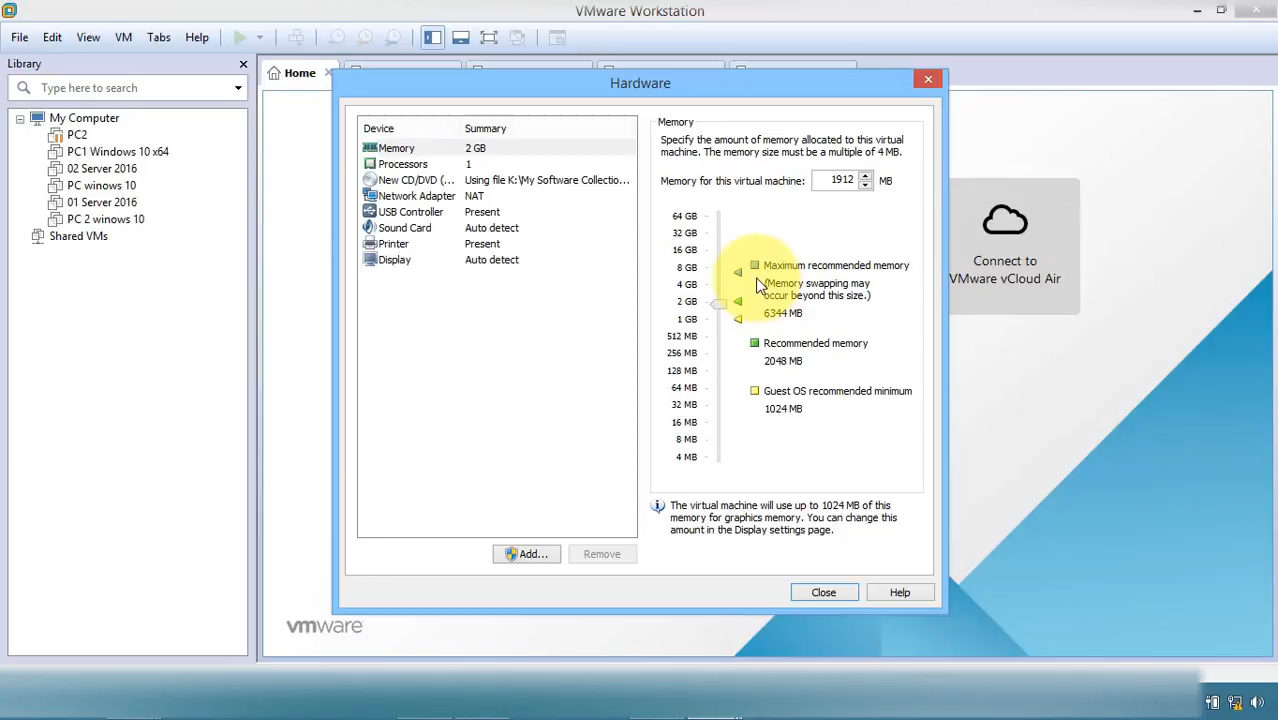 VMware Workstation
File Edit View VM Tabs Help
Library
Type here to search
My Computer
PC2
PC1 Windows 10 x64
02 Server 2016
PC windows 10
01 Server 2016
PC 2 winows 10
Shared VMs
Home
Hardware
Device Summary
Memory 2 GB
Processors 1
New CD/DVD (... Using file K:\My Software Collectio...
Network Adapter NAT
USB Controller Present
Sound Card Auto detect
Printer Present
Display Auto detect
Add...
Remove
Memory
Specify the amount of memory allocated to this virtual
machine. The memory size must be a multiple of 4 MB.
Memory for this virtual machine: 1912 MB
64 GB
32 GB
16 GB
8 GB
4 GB
2 GB
1 GB
512 MB
256 MB
128 MB
64 MB
32 MB
16 MB
8 MB
4 MB
Maximum recommended memory
(Memory swapping may
occur beyond this size.)
6344 MB
Recommended memory
2048 MB
Guest OS recommended minimum
1024 MB
The virtual machine will use up to 1024 MB of this
memory for graphics memory. You can change this
amount in the Display settings page.
Close
Help
Connect to
VMware vCloud Air
vmware